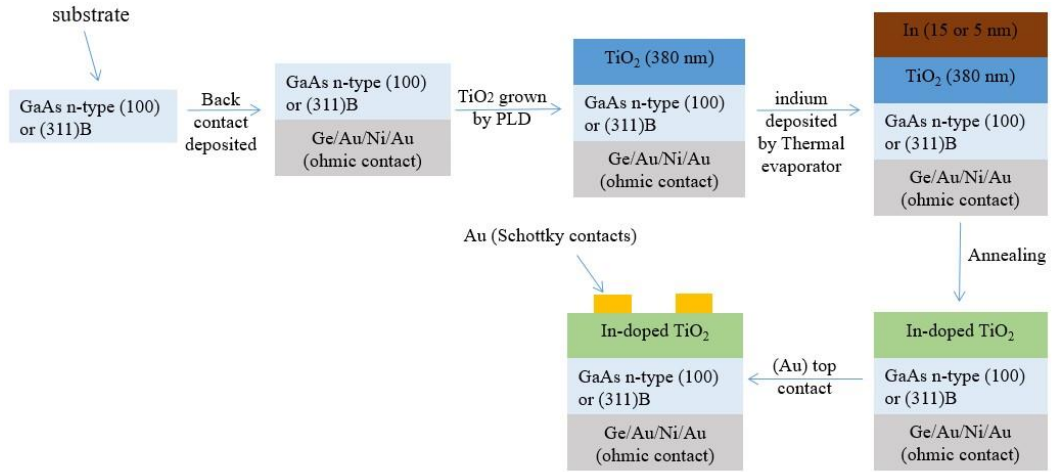 substrate
GaAs n-type (100)
or (311)B
Back
contact
deposited
GaAs n-type (100)
or (311)B
Ge/Au/Ni/Au
(ohmic contact)
TiO2 grown
by PLD
TiO₂ (380 nm)
GaAs n-type (100)
or (311)B
Ge/Au/Ni/Au
(ohmic contact)
indium
deposited
by Thermal
evaporator
In (15 or 5 nm)
TiO₂ (380 nm)
GaAs n-type (100)
or (311)B
Ge/Au/Ni/Au
(ohmic contact)
Annealing
In-doped TiO₂
GaAs n-type (100)
or (311)B
Ge/Au/Ni/Au
(ohmic contact)
(Au) top
contact
Au (Schottky contacts)
In-doped TiO₂
GaAs n-type (100)
or (311)B
Ge/Au/Ni/Au
(ohmic contact)